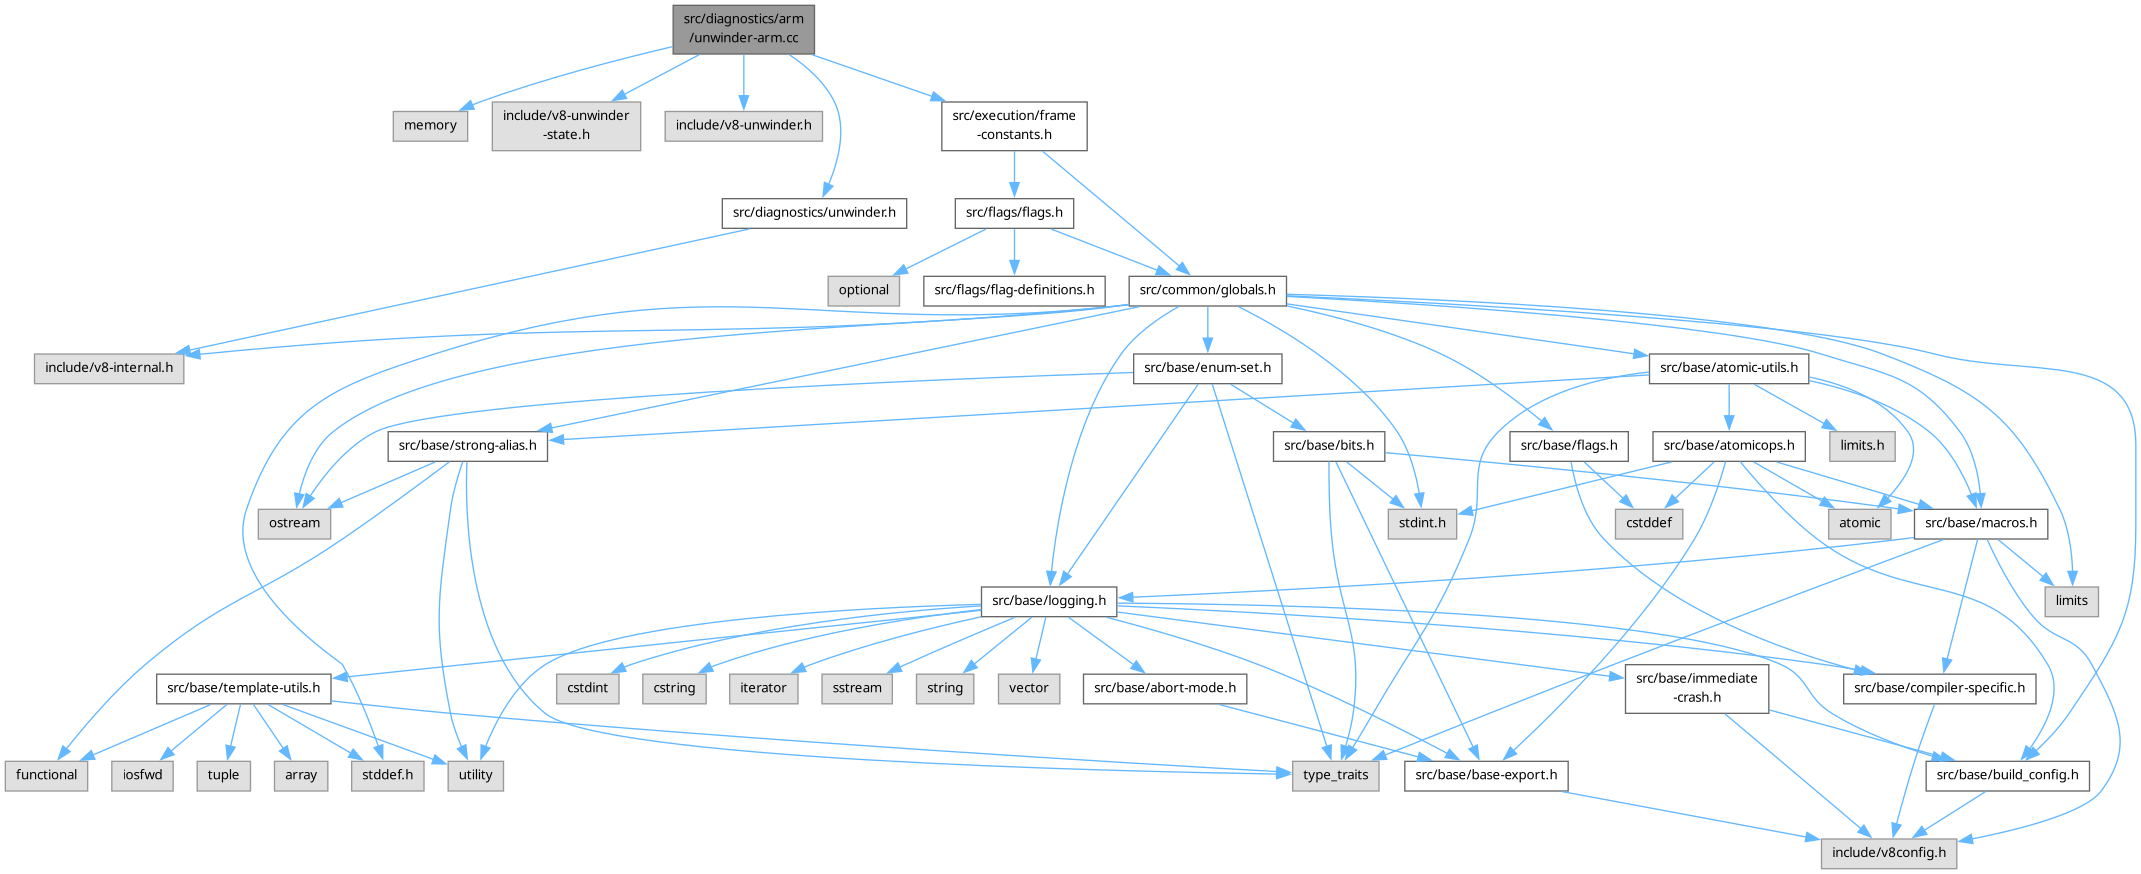 src/diagnostics/arm
/unwinder-arm.cc
memory
include/v8-unwinder
-state.h
include/v8-unwinder.h
src/execution/frame
-constants.h
src/diagnostics/unwinder.h
src/flags/flags.h
optional
src/flags/flag-definitions.h
src/common/globals.h
include/v8-internal.h
src/base/enum-set.h
src/base/atomic-utils.h
src/base/strong-alias.h
src/base/bits.h
src/base/flags.h
src/base/atomicops.h
limits.h
ostream
stdint.h
cstddef
atomic
src/base/macros.h
src/base/logging.h
limits
src/base/template-utils.h
cstdint
cstring
iterator
sstream
string
vector
src/base/abort-mode.h
src/base/immediate
-crash.h
src/base/compiler-specific.h
functional
iosfwd
tuple
array
stddef.h
utility
type_traits
src/base/base-export.h
src/base/build_config.h
include/v8config.h